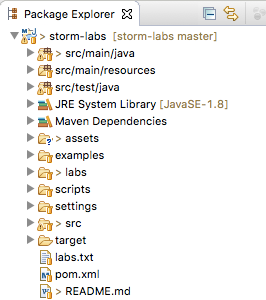 Package Explorer
> storm-labs [storm-labs master]
> src/main/java
src/main/resources
src/test/java
JRE System Library [JavaSE-1.8]
Maven Dependencies
> assets
examples
> labs
scripts
settings
> src
target
labs.txt
pom.xml
> README.md